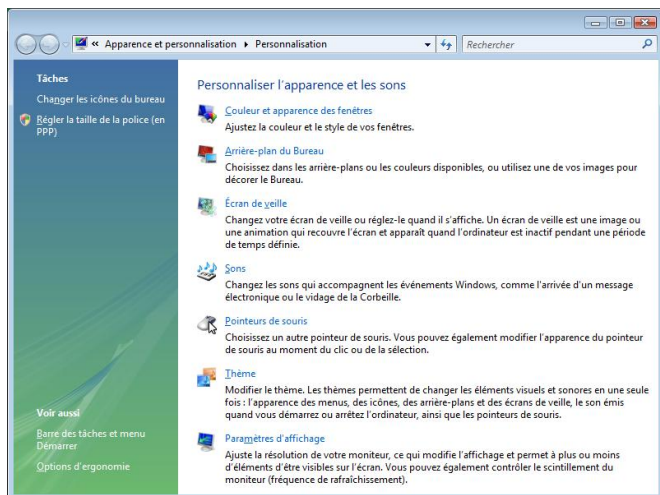 « Apparence et personnalisation ▸ Personnalisation
Rechercher
Tâches
Changer les icônes du bureau
Régler la taille de la police (en
PPP)
Voir aussi
Barre des tâches et menu
Démarrer
Options d'ergonomie
Personnaliser l'apparence et les sons
Couleur et apparence des fenêtres
Ajustez la couleur et le style de vos fenêtres.
Arrière-plan du Bureau
Choisissez dans les arrière-plans ou les couleurs disponibles, ou utilisez une de vos images pour
décorer le Bureau.
Écran de veille
Changez votre écran de veille ou réglez-le quand il s'affiche. Un écran de veille est une image ou
une animation qui recouvre l'écran et apparaît quand l'ordinateur est inactif pendant une période
de temps définie.
Sons
Changez les sons qui accompagnent les événements Windows, comme l'arrivée d'un message
électronique ou le vidage de la Corbeille.
Pointeurs de souris
Choisissez un autre pointeur de souris. Vous pouvez également modifier l'apparence du pointeur
de souris au moment du clic ou de la sélection.
Thème
Modifier le thème. Les thèmes permettent de changer les éléments visuels et sonores en une seule
fois : l'apparence des menus, des icônes, des arrière-plans et des écrans de veille, le son émis
quand vous démarrez ou arrêtez l'ordinateur, ainsi que les pointeurs de souris.
Paramètres d'affichage
Ajuste la résolution de votre moniteur, ce qui modifie l'affichage et permet à plus ou moins
d'éléments d'être visibles sur l'écran. Vous pouvez également contrôler le scintillement du
moniteur (fréquence de rafraîchissement).